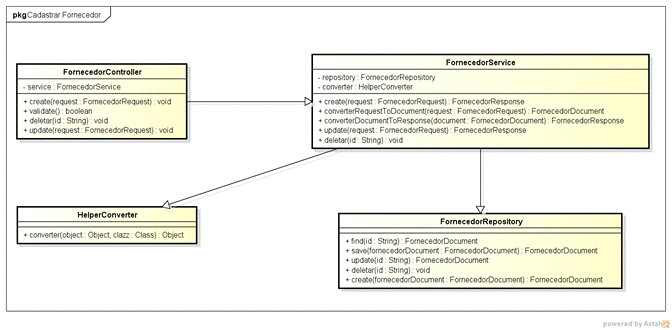 pkg Cadastrar Fornecedor
FornecedorController
- service : FornecedorService
+ create(request : FornecedorRequest) : void
+ validate() : boolean
+ deletar(id : String) : void
+ update(request : FornecedorRequest) : void
FornecedorService
- repository : FornecedorRepository
- converter : HelperConverter
+ create(request : FornecedorRequest) : FornecedorResponse
+ converterRequestToDocument(request : FornecedorRequest) : FornecedorDocument
+ converterDocumentToResponse(document : FornecedorDocument) : FornecedorResponse
+ update(request : FornecedorRequest) : FornecedorResponse
+ deletar(id : String) : void
HelperConverter
+ converter(object : Object, clazz : Class) : Object
FornecedorRepository
+ find(id : String) : FornecedorDocument
+ save(fornecedorDocument : FornecedorDocument) : FornecedorDocument
+ update(id : String) : FornecedorDocument
+ deletar(id : String) : void
+ create(fornecedorDocument : FornecedorDocument) : FornecedorDocument
powered by Astah